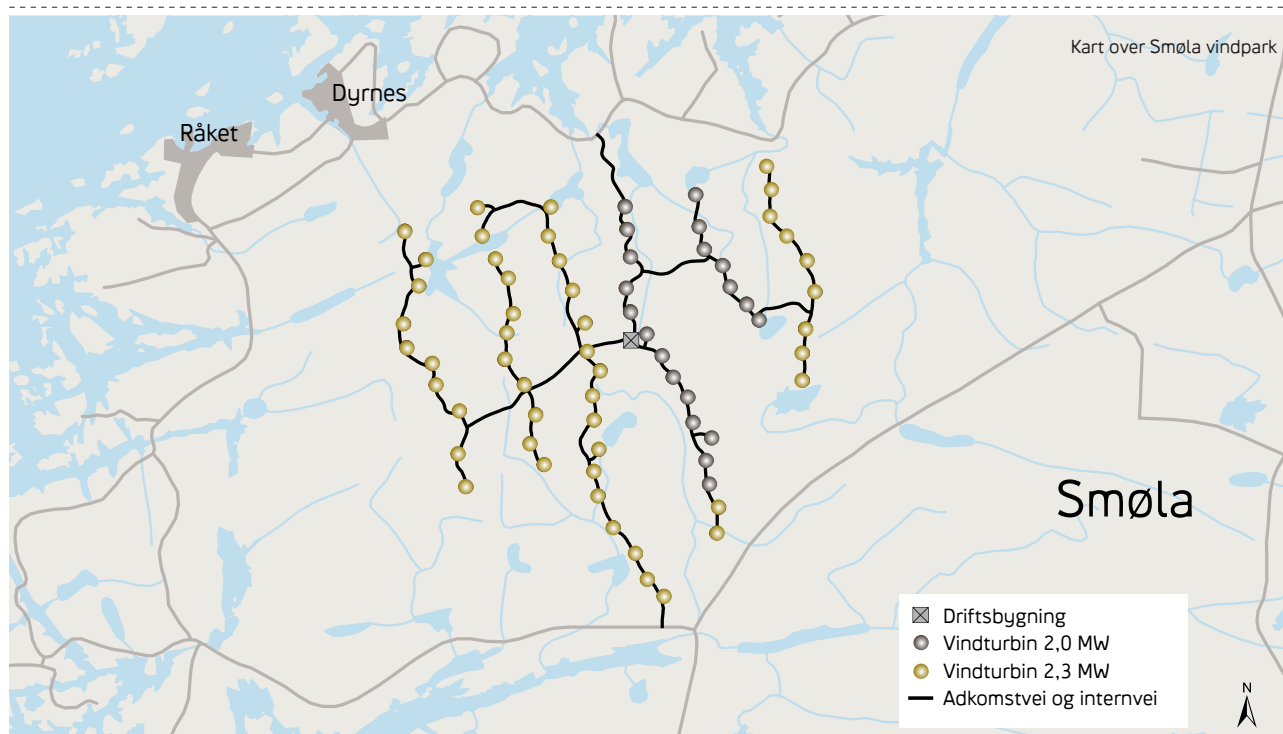 Kart over Smøla vindpark
Dyrnes
Råket
Smøla
Driftsbygning
Vindturbin 2,0 MW
Vindturbin 2,3 MW
Adkomstvei og internvei
N